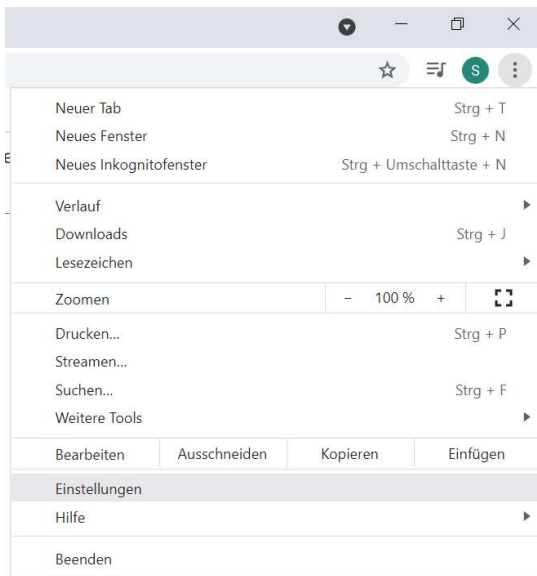 S
Neuer Tab Strg + T
Neues Fenster Strg + N
Neues Inkognitofenster Strg + Umschalttaste + N
Verlauf
Downloads Strg + J
Lesezeichen
Zoomen - 100 % +
Drucken... Strg + P
Streamen...
Suchen... Strg + F
Weitere Tools
Bearbeiten Ausschneiden Kopieren Einfügen
Einstellungen
Hilfe
Beenden